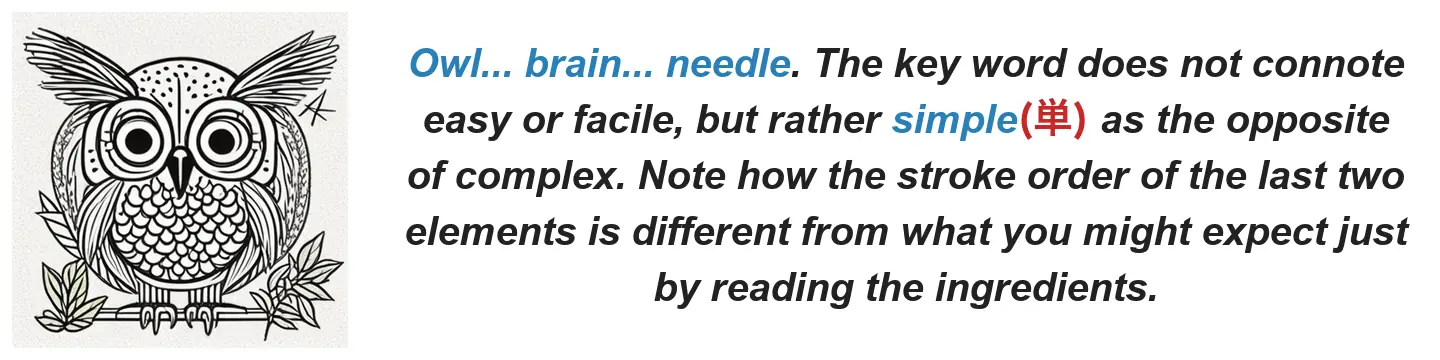 Owl... brain... needle. The key word does not connote
easy or facile, but rather simple(単) as the opposite
of complex. Note how the stroke order of the last two
elements is different from what you might expect just
by reading the ingredients.